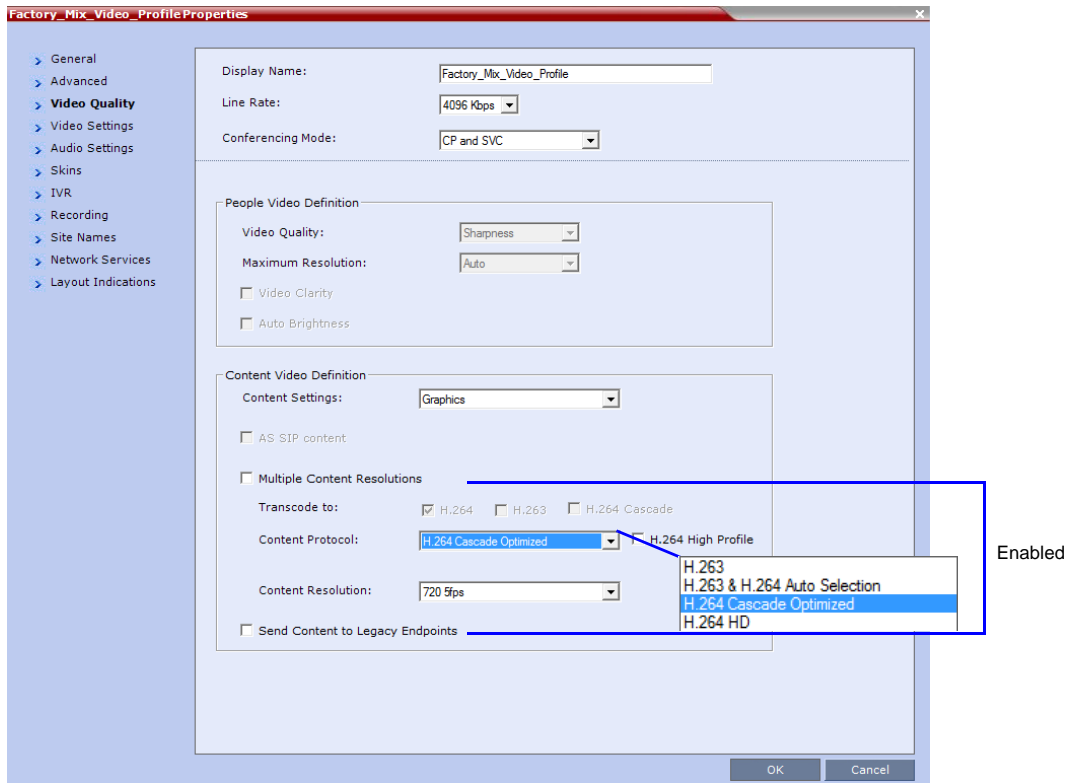 Factory_Mix_Video_Profile Properties
General
Advanced
Video Quality
Video Settings
Audio Settings
Skins
IVR
Recording
Site Names
Network Services
Layout Indications
Display Name: Factory_Mix_Video_Profile
Line Rate: 4096 Kbps
Conferencing Mode: CP and SVC
People Video Definition
Video Quality: Sharpness
Maximum Resolution: Auto
Video Clarity
Auto Brightness
Content Video Definition
Content Settings: Graphics
AS SIP content
Multiple Content Resolutions
Transcode to: H.264 H.263 H.264 Cascade
Content Protocol: H.264 Cascade Optimized H.264 High Profile
H.263
H.263 & H.264 Auto Selection
H.264 Cascade Optimized
H.264 HD
Enabled
Content Resolution: 720 5fps
Send Content to Legacy Endpoints
OK Cancel